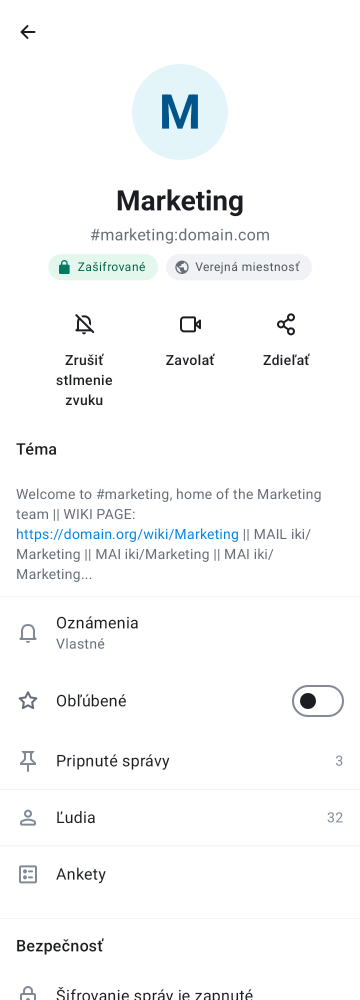 M
Marketing
#marketing:domain.com
Zašifrované
Verejná miestnosť
Zrušiť
stlmenie
zvuku
Zavolať
Zdieľať
Téma
Welcome to #marketing, home of the Marketing
team || WIKI PAGE:
https://domain.org/wiki/Marketing || MAIL iki/
Marketing || MAI iki/Marketing || MAI iki/
Marketing...
Oznámenia
Vlastné
Obľúbené
Pripnuté správy 3
Ľudia 32
Ankety
Bezpečnosť
Šifrovanie správ je zapnuté